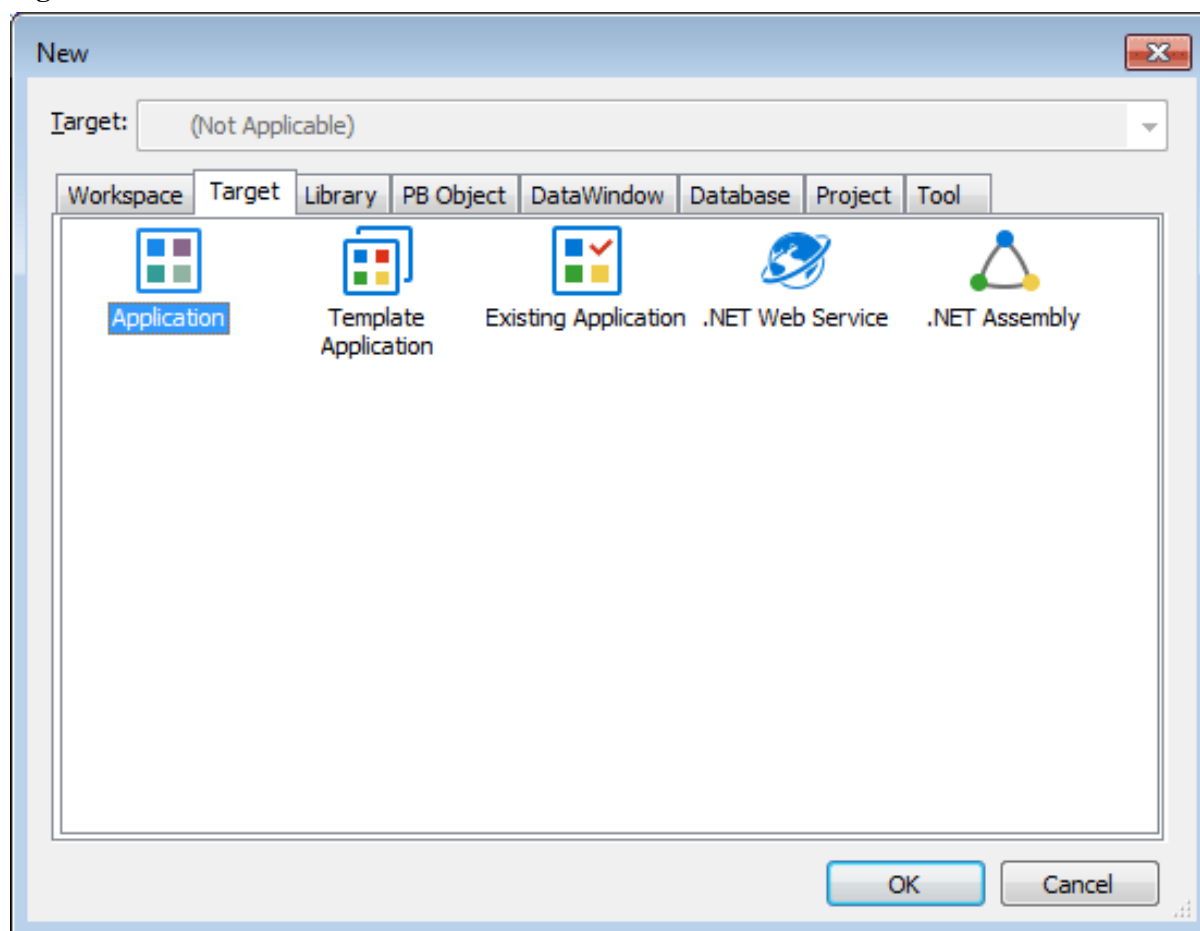 New
Target: (Not Applicable)
Workspace Target Library PB Object DataWindow Database Project Tool
Application Template Application Existing Application .NET Web Service .NET Assembly
OK Cancel